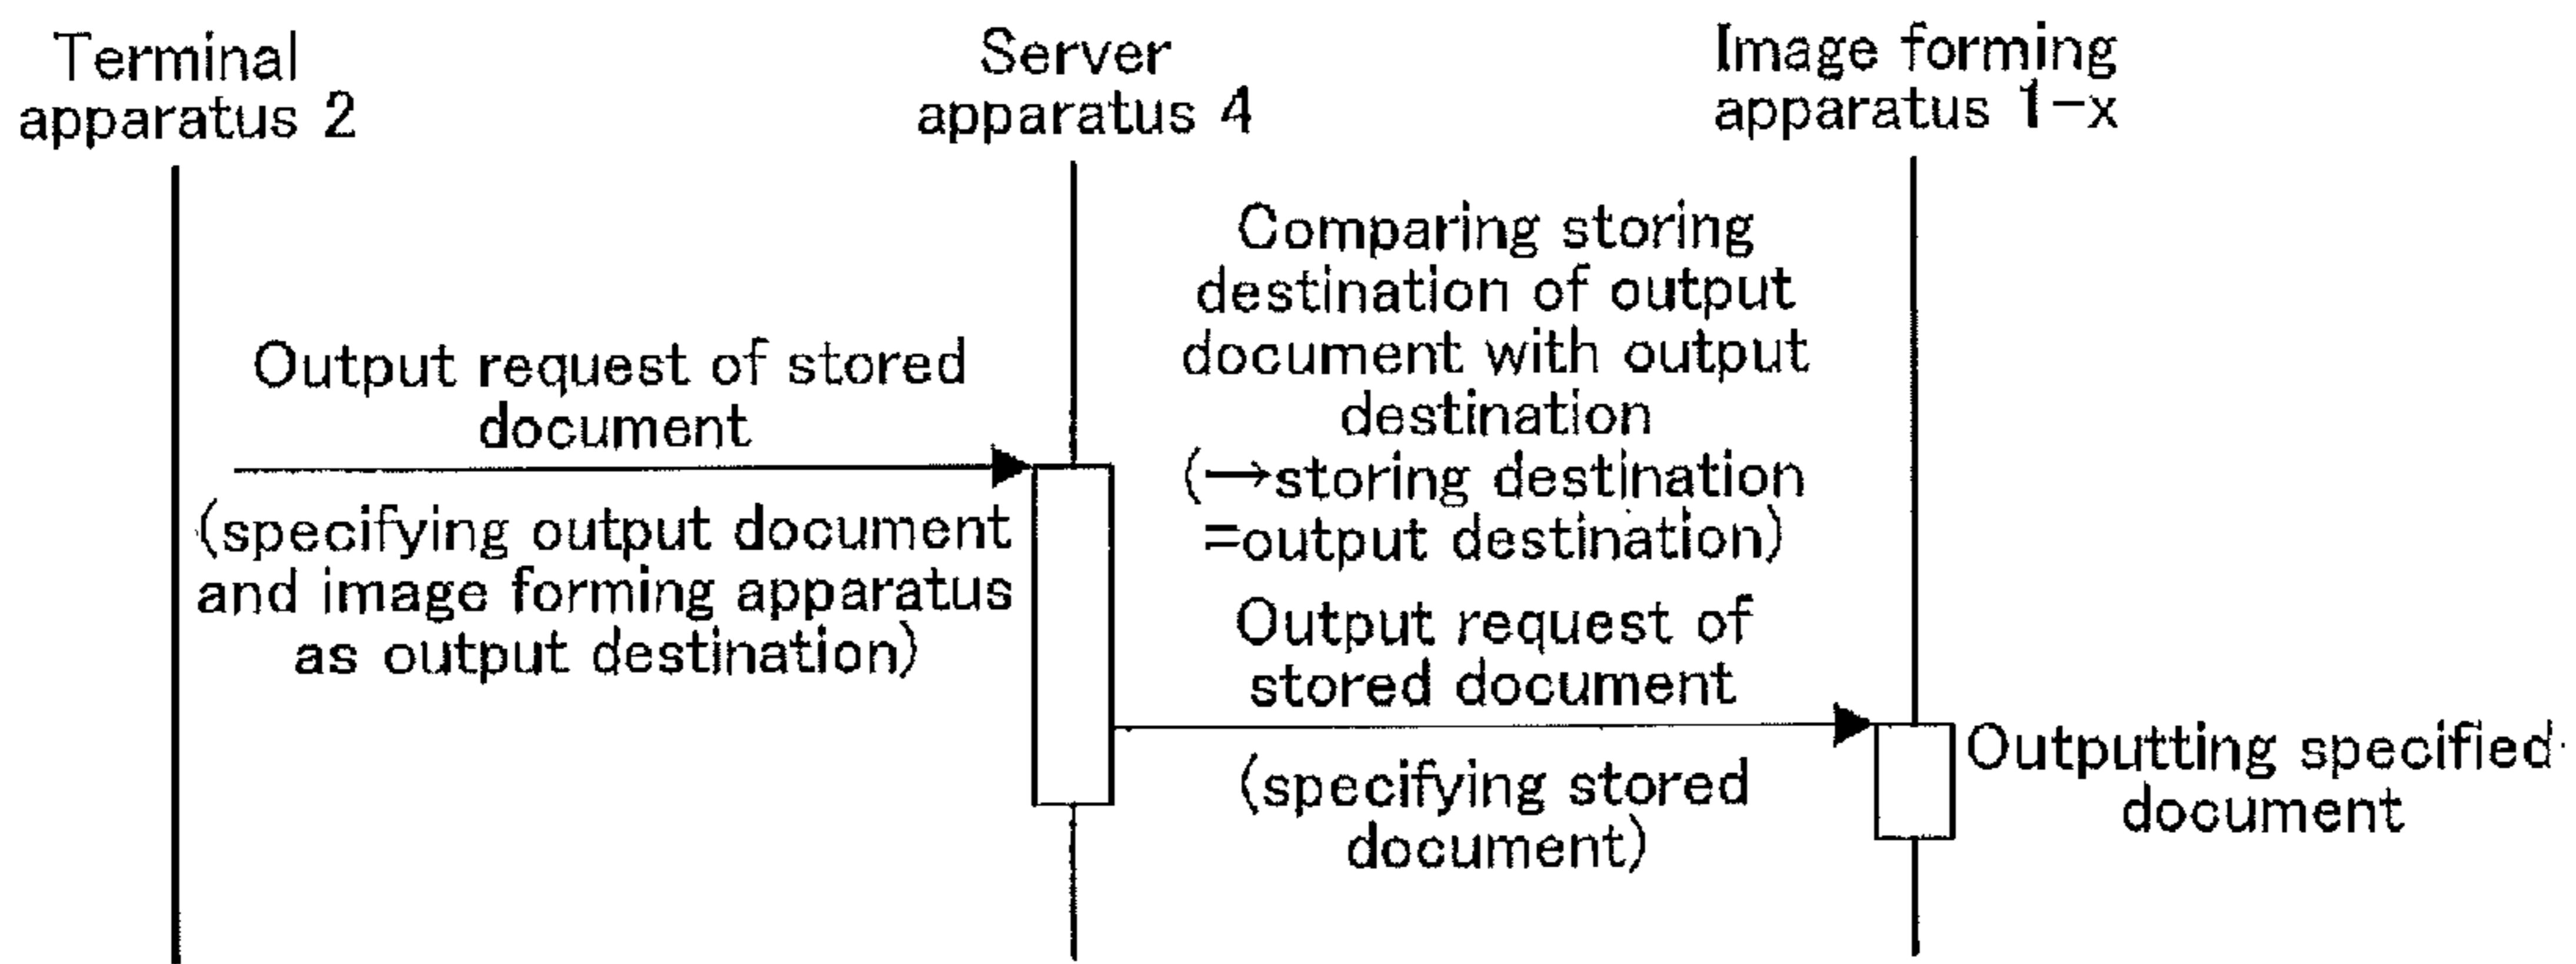 Terminal
apparatus 2
Server
apparatus 4
Image forming
apparatus 1-x
Output request of stored
document
(specifying output document
and image forming apparatus
as output destination)
Comparing storing
destination of output
document with output
destination
(→storing destination
=output destination)
Output request of
stored document
(specifying stored
document)
Outputting specified
document